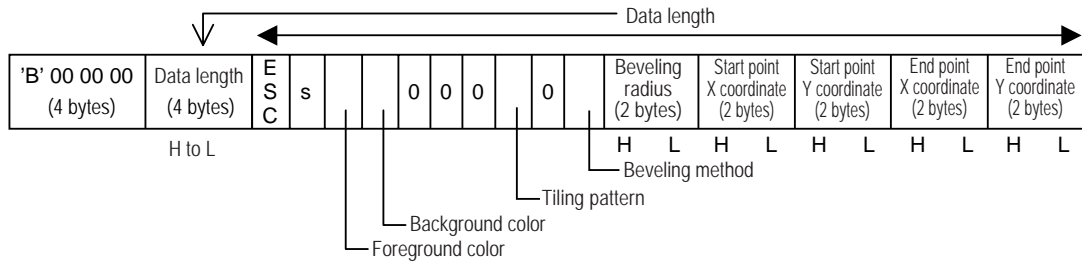 Data length
'B' 00 00 00
(4 bytes)
Data length
(4 bytes)
E
S
C
s
0
0
0
0
Beveling
radius
(2 bytes)
Start point
X coordinate
(2 bytes)
Start point
Y coordinate
(2 bytes)
End point
X coordinate
(2 bytes)
End point
Y coordinate
(2 bytes)
H to L
H L H L H L H L H L
Beveling method
Tiling pattern
Background color
Foreground color